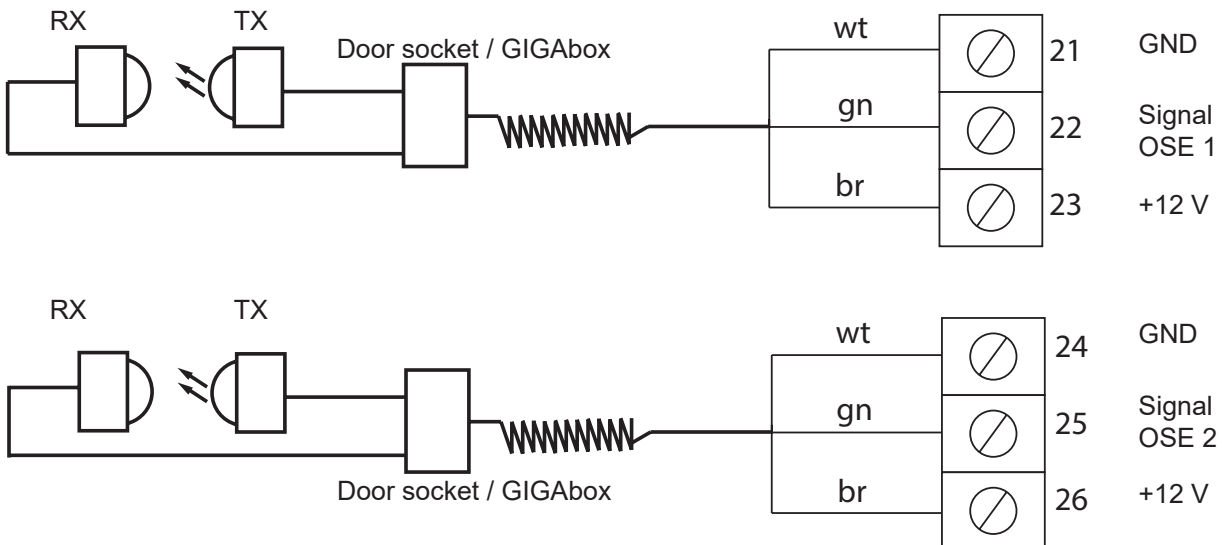 RX
TX
Door socket / GIGAbox
wt
21
GND
gn
22
Signal
OSE 1
br
23
+12 V
RX
TX
Door socket / GIGAbox
wt
24
GND
gn
25
Signal
OSE 2
br
26
+12 V